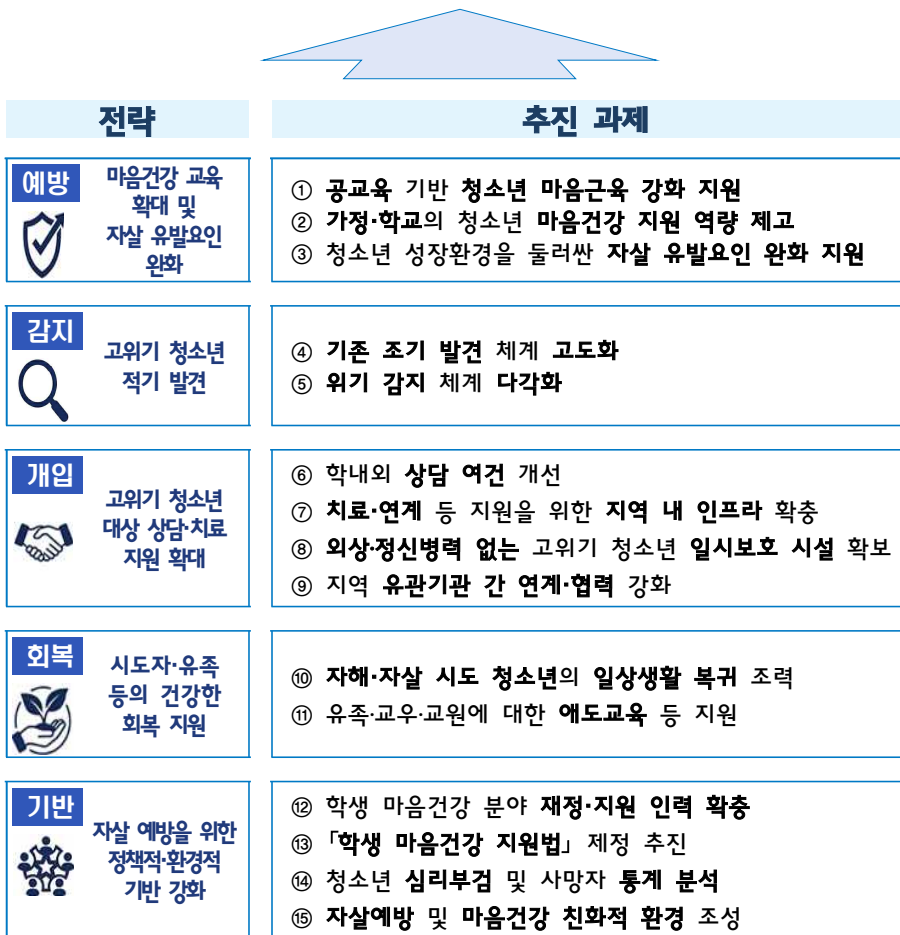 전략
추진 과제
예방
마음건강 교육
확대 및
자살 유발요인
완화
① 공교육 기반 청소년 마음근육 강화 지원
② 가정·학교의 청소년 마음건강 지원 역량 제고
③ 청소년 성장환경을 둘러싼 자살 유발요인 완화 지원
감지
고위기 청소년
적기 발견
④ 기존 조기 발견 체계 고도화
⑤ 위기 감지 체계 다각화
개입
고위기 청소년
대상 상담·치료
지원 확대
⑥ 학내외 상담 여건 개선
⑦ 치료·연계 등 지원을 위한 지역 내 인프라 확충
⑧ 외상·정신병력 없는 고위기 청소년 일시보호 시설 확보
⑨ 지역 유관기관 간 연계·협력 강화
회복
시도자·유족
등의 건강한
회복 지원
⑩ 자해·자살 시도 청소년의 일상생활 복귀 조력
⑪ 유족·교우·교원에 대한 애도교육 등 지원
기반
자살 예방을 위한
정책적·환경적
기반 강화
⑫ 학생 마음건강 분야 재정·지원 인력 확충
⑬ 「학생 마음건강 지원법」 제정 추진
⑭ 청소년 심리부검 및 사망자 통계 분석
⑮ 자살예방 및 마음건강 친화적 환경 조성